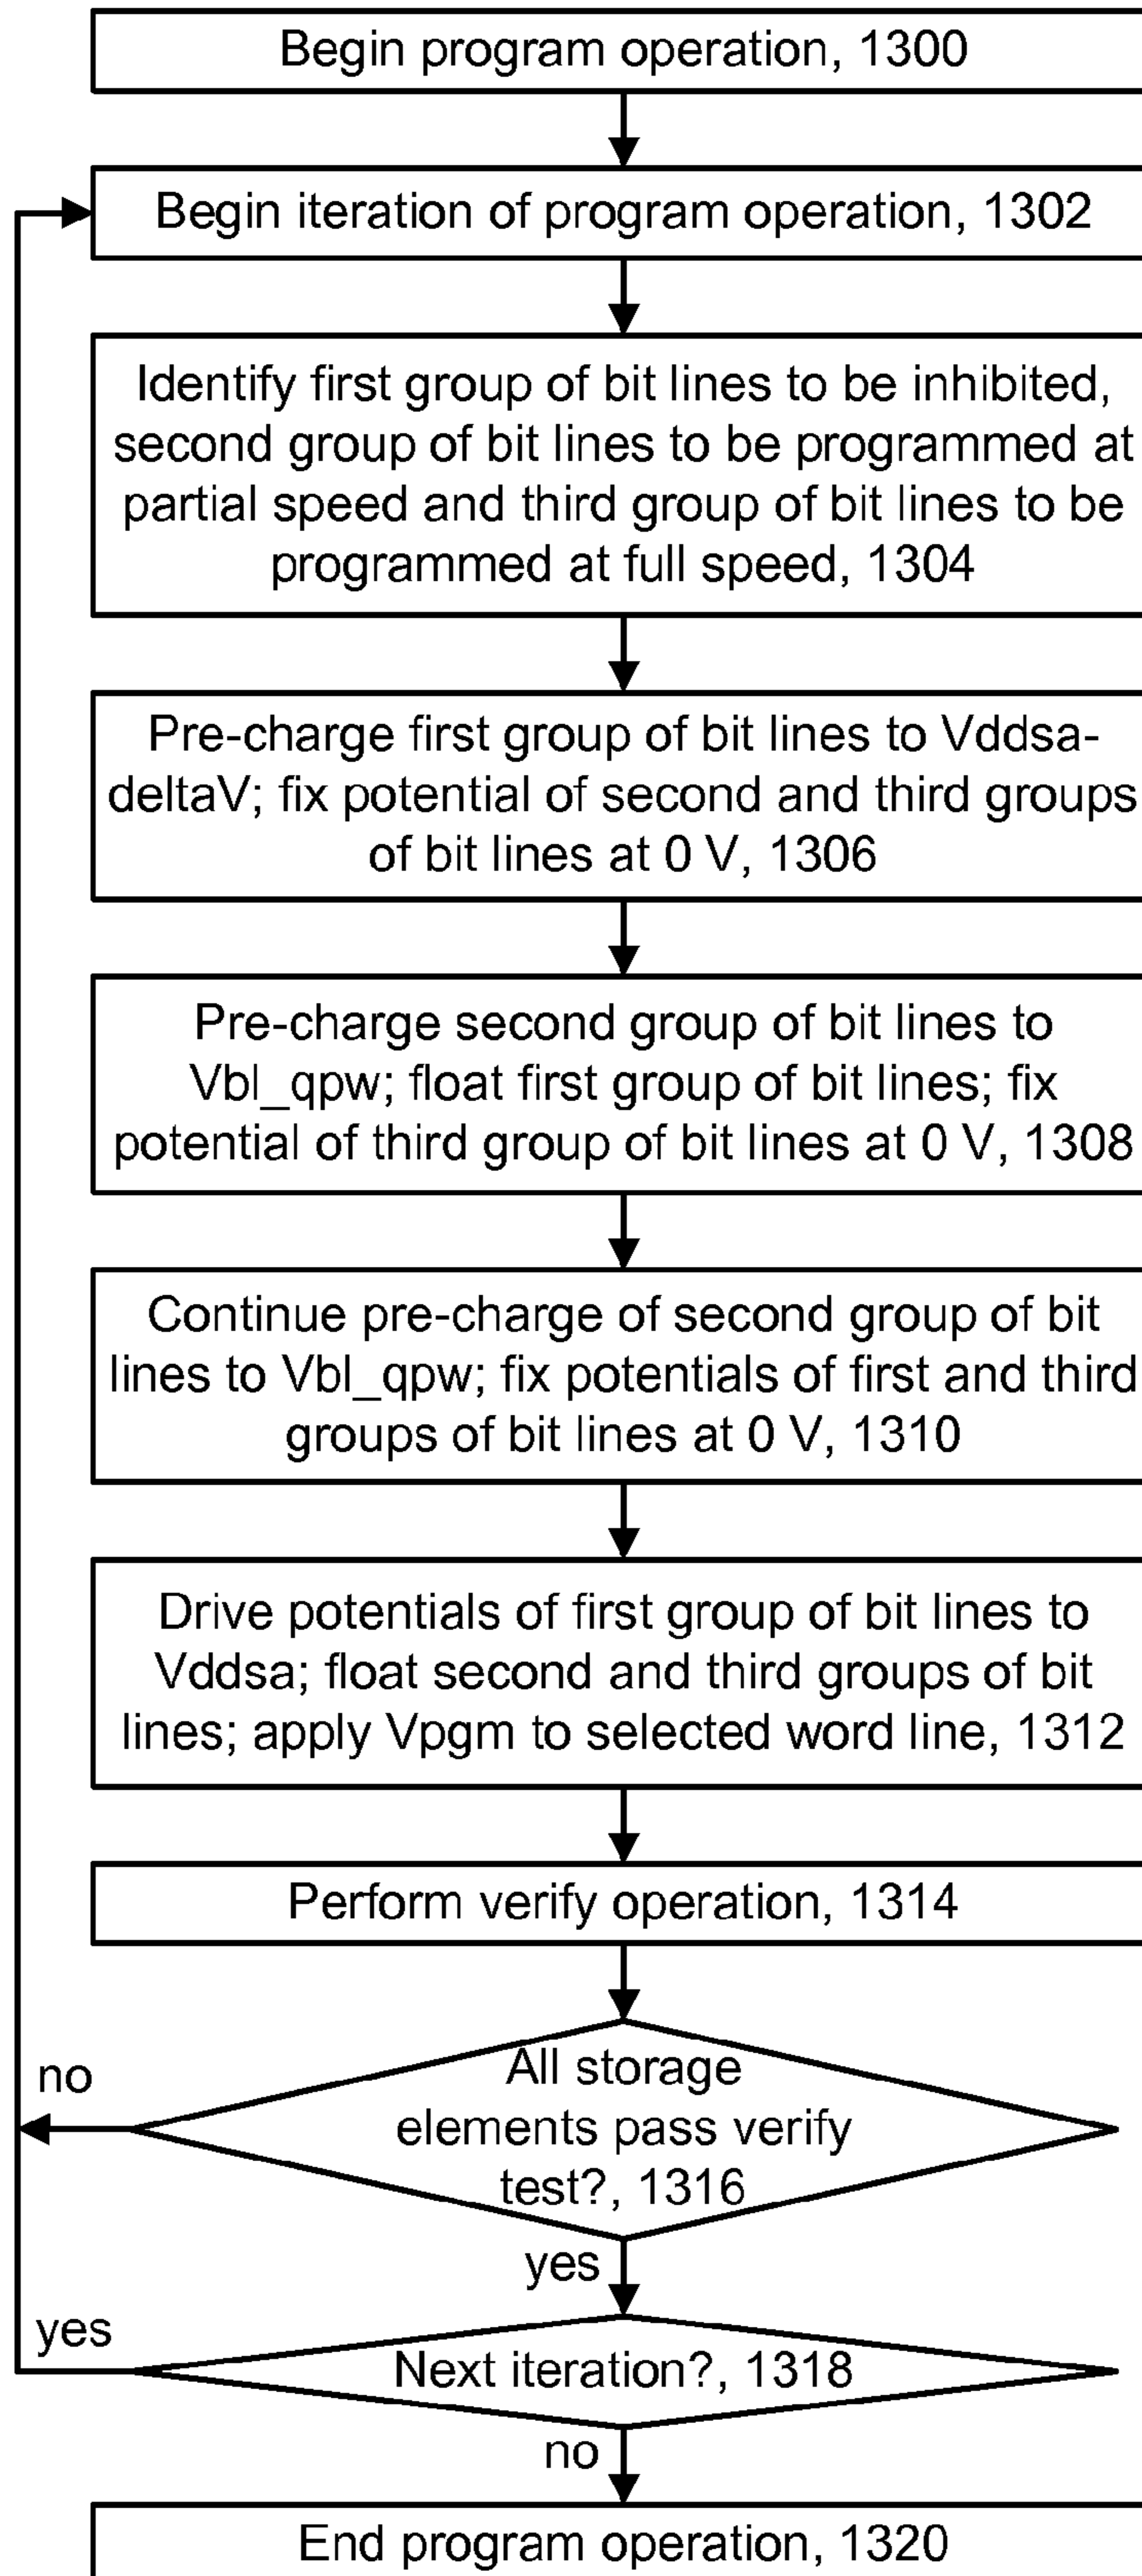 Begin program operation, 1300
Begin iteration of program operation, 1302
Identify first group of bit lines to be inhibited,
second group of bit lines to be programmed at
partial speed and third group of bit lines to be
programmed at full speed, 1304
Pre-charge first group of bit lines to Vddsa-
deltaV; fix potential of second and third groups
of bit lines at 0 V, 1306
Pre-charge second group of bit lines to
Vbl_qpw; float first group of bit lines; fix
potential of third group of bit lines at 0 V, 1308
Continue pre-charge of second group of bit
lines to Vbl_qpw; fix potentials of first and third
groups of bit lines at 0 V, 1310
Drive potentials of first group of bit lines to
Vddsa; float second and third groups of bit
lines; apply Vpgm to selected word line, 1312
Perform verify operation, 1314
no
All storage
elements pass verify
test?, 1316
yes
yes
Next iteration?, 1318
no
End program operation, 1320